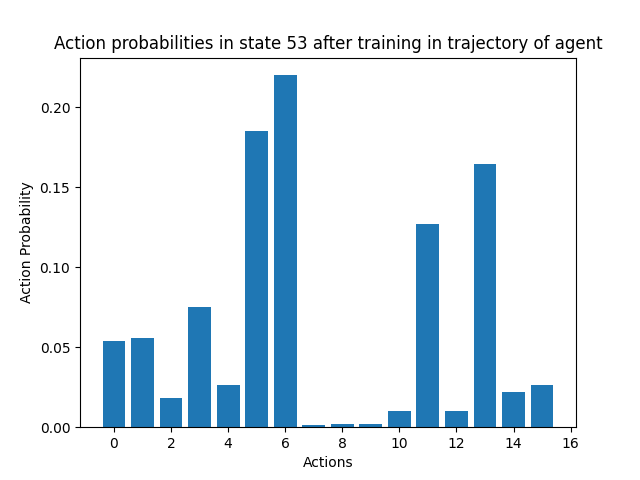 Action probabilities in state 53 after training in trajectory of agent
0.20
0.15
0.10
0.05
0.00
Action Probability
0 2 4 6 8 10 12 14 16
Actions